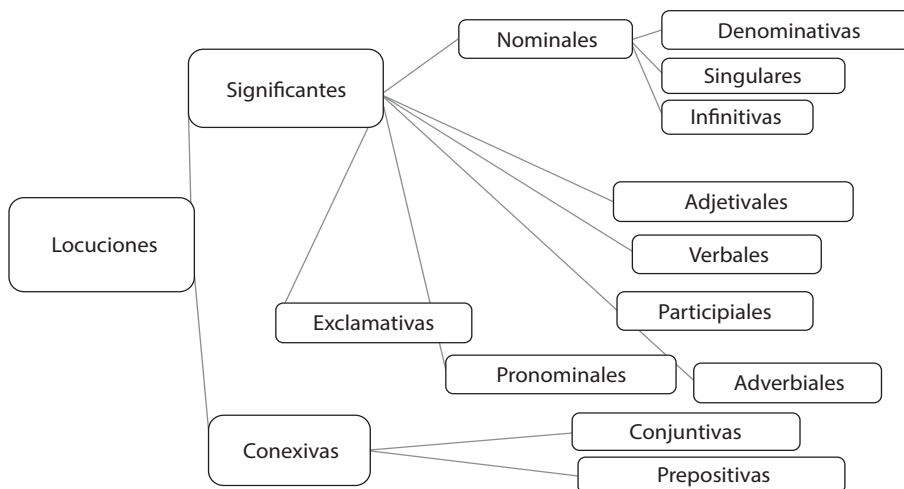 Locuciones
Significantes
Nominales
Denominativas
Singulares
Infinitivas
Adjetivales
Verbales
Participiales
Adverbiales
Exclamativas
Pronominales
Conexivas
Conjuntivas
Prepositivas